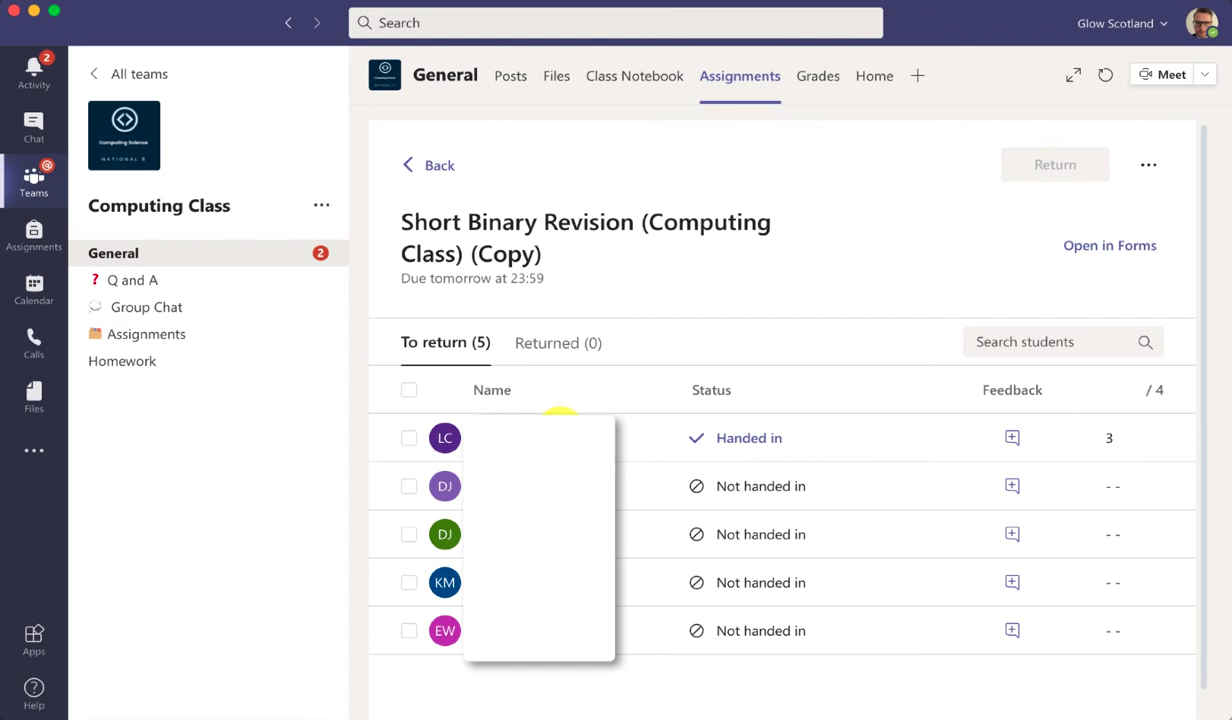 Search
Glow Scotland
2
Activity
Chat
@
Teams
Assignments
Calendar
Calls
Files
Apps
Help
All teams
Computing Science
NATIONAL 5
Computing Class
General
2
? Q and A
Group Chat
Assignments
Homework
General
Posts
Files
Class Notebook
Assignments
Grades
Home
Meet
Back
Return
Short Binary Revision (Computing
Class) (Copy)
Due tomorrow at 23:59
Open in Forms
To return (5)
Returned (0)
Search students
Name
Status
Feedback
/ 4
LC
Handed in
3
DJ
Not handed in
- -
DJ
Not handed in
- -
KM
Not handed in
- -
EW
Not handed in
- -